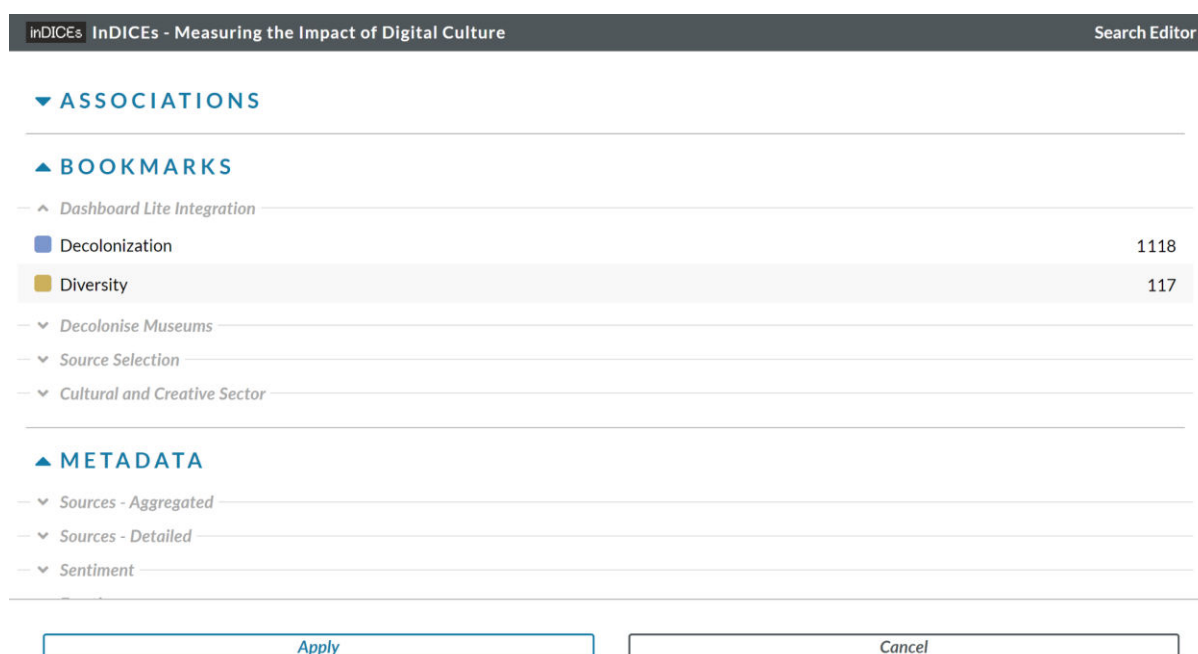 inDICEs InDICEs - Measuring the Impact of Digital Culture Search Editor
ASSOCIATIONS
BOOKMARKS
Dashboard Lite Integration
Decolonization 1118
Diversity 117
Decolonise Museums
Source Selection
Cultural and Creative Sector
METADATA
Sources - Aggregated
Sources - Detailed
Sentiment
Apply Cancel